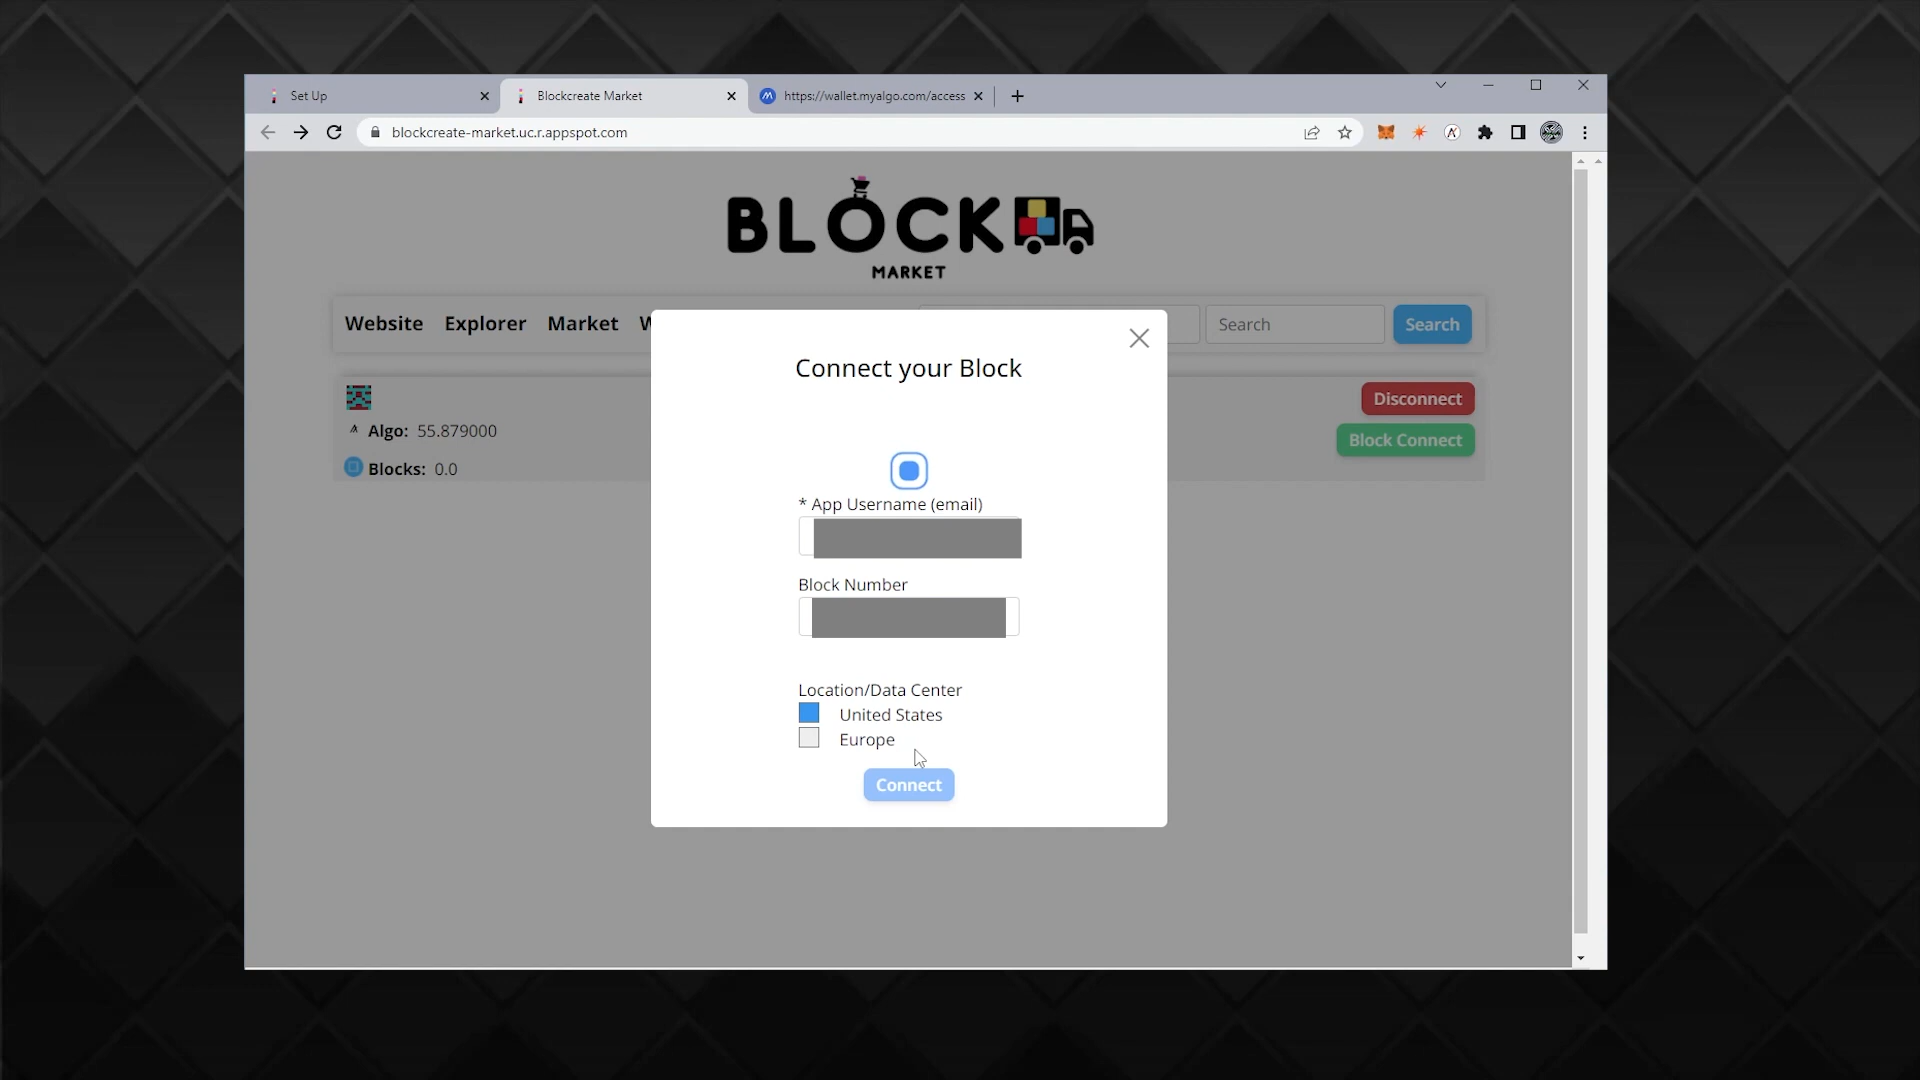 Set Up
Blockcreate Market
https://wallet.myalgo.com/access
blockcreate-market.uc.r.appspot.com
BLOCK
MARKET
Website Explorer Market W
Search
Search
Connect your Block
Disconnect
Algo: 55.879000
Block Connect
Blocks: 0.0
* App Username (email)
Block Number
Location/Data Center
United States
Europe
Connect